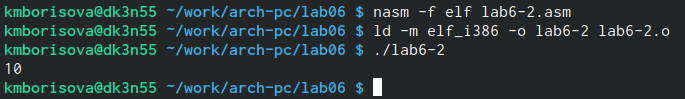 kmborisova@dk3n55 ~/work/arch-pc/lab06 $ nasm -f elf lab6-2.asm
kmborisova@dk3n55 ~/work/arch-pc/lab06 $ ld -m elf_i386 -o lab6-2 lab6-2.o
kmborisova@dk3n55 ~/work/arch-pc/lab06 $ ./lab6-2
10
kmborisova@dk3n55 ~/work/arch-pc/lab06 $